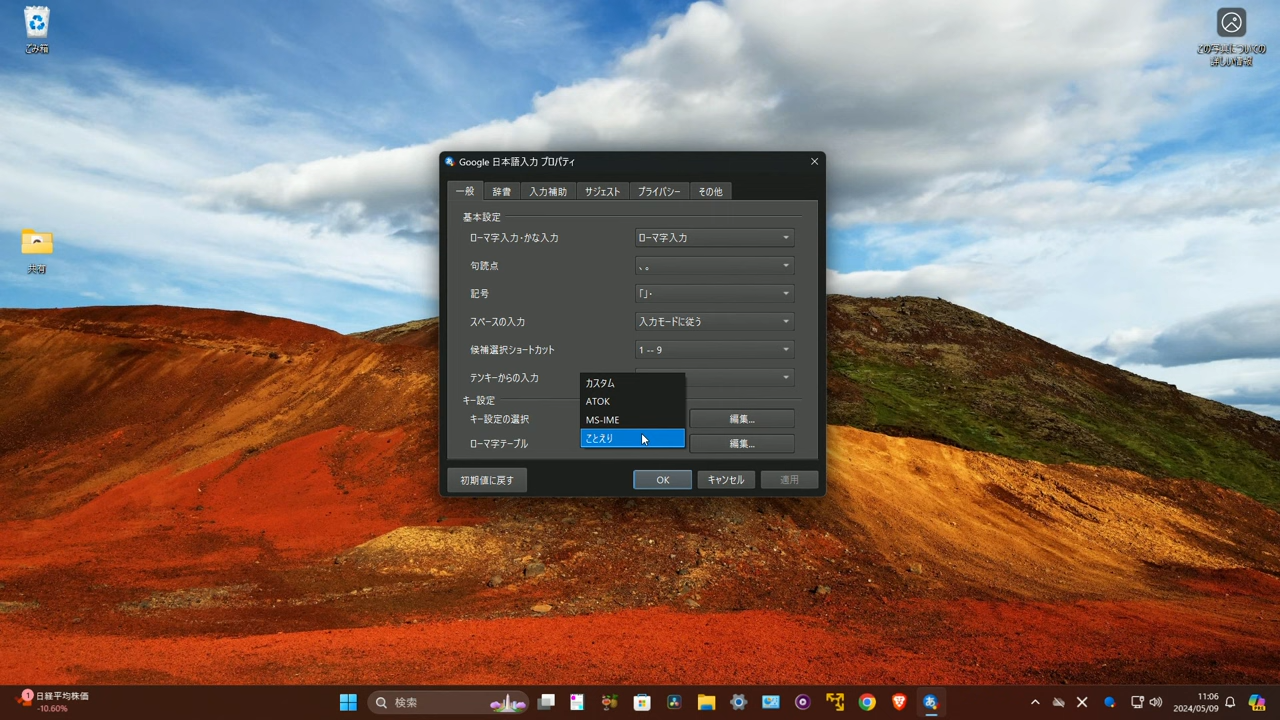 ごみ箱
この写真についての
詳しい情報
共有
Google 日本語入力 プロパティ
一般 辞書 入力補助 サジェスト プライバシー その他
基本設定
ローマ字入力・かな入力 ローマ字入力
句読点 、。
記号 「」・
スペースの入力 入力モードに従う
候補選択ショートカット 1 -- 9
テンキーからの入力
カスタム
キー設定
ATOK
キー設定の選択 MS-IME 編集...
ことえり
ローマ字テーブル 編集...
初期値に戻す OK キャンセル 適用
1 日経平均株価
-10.60%
検索
あ
11:06
2024/05/09